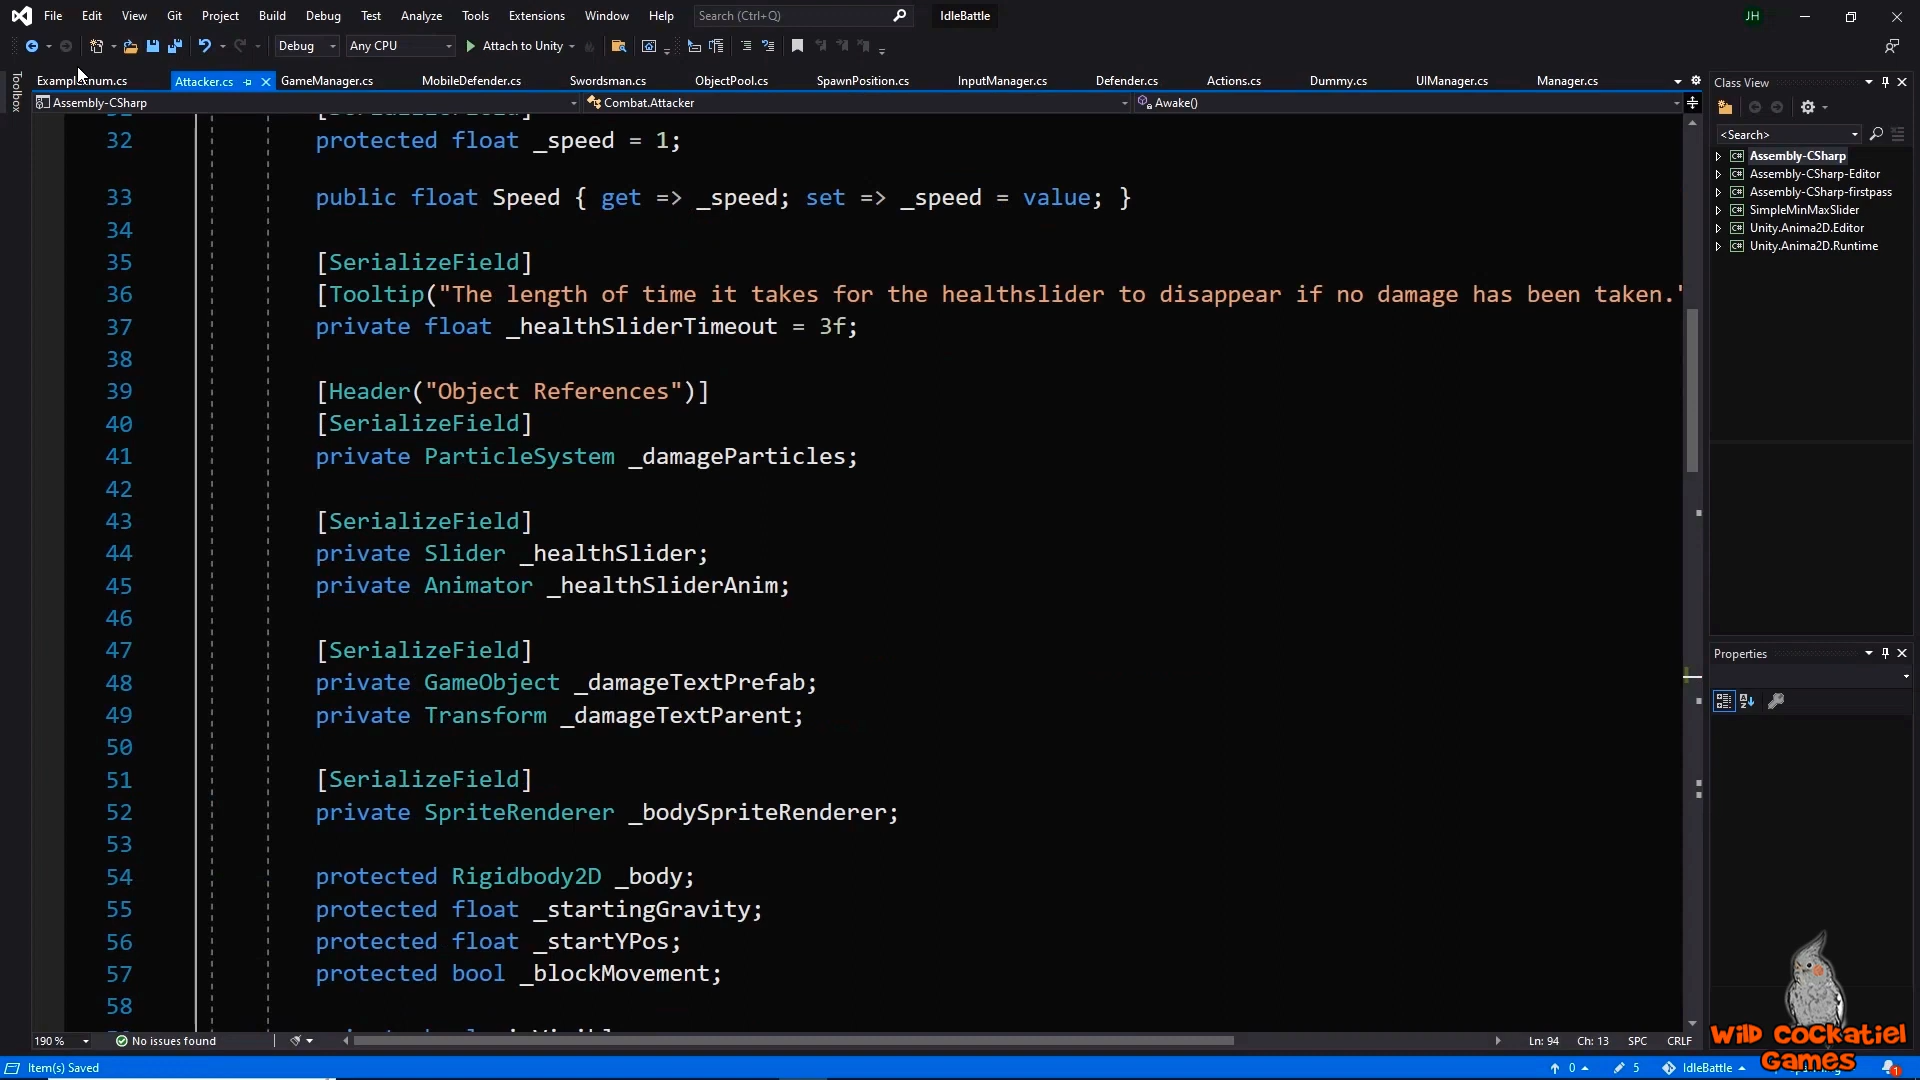 File Edit View Git Project Build Debug Test Analyze Tools Extensions Window Help Search (Ctrl+Q) IdleBattle JH
Debug Any CPU Attach to Unity
Toolbox
Attacker.cs GameManager.cs MobileDefender.cs Swordsman.cs ObjectPool.cs SpawnPosition.cs InputManager.cs Defender.cs Actions.cs Dummy.cs UIManager.cs Manager.cs
Assembly-CSharp Combat.Attacker Awake()
32 protected float _speed = 1;
33 public float Speed { get => _speed; set => _speed = value; }
34
35 [SerializeField]
36 [Tooltip("The length of time it takes for the healthslider to disappear if no damage has been taken."
37 private float _healthSliderTimeout = 3f;
38
39 [Header("Object References")]
40 [SerializeField]
41 private ParticleSystem _damageParticles;
42
43 [SerializeField]
44 private Slider _healthSlider;
45 private Animator _healthSliderAnim;
46
47 [SerializeField]
48 private GameObject _damageTextPrefab;
49 private Transform _damageTextParent;
50
51 [SerializeField]
52 private SpriteRenderer _bodySpriteRenderer;
53
54 protected Rigidbody2D _body;
55 protected float _startingGravity;
56 protected float _startYPos;
57 protected bool _blockMovement;
58
190 % No issues found Ln: 94 Ch: 13 SPC CRLF
Item(s) Saved 0 5 IdleBattle 1
Class View
<Search>
Assembly-CSharp
Assembly-CSharp-Editor
Assembly-CSharp-firstpass
SimpleMinMaxSlider
Unity.Anima2D.Editor
Unity.Anima2D.Runtime
Properties
Wild Cockatiel
Games